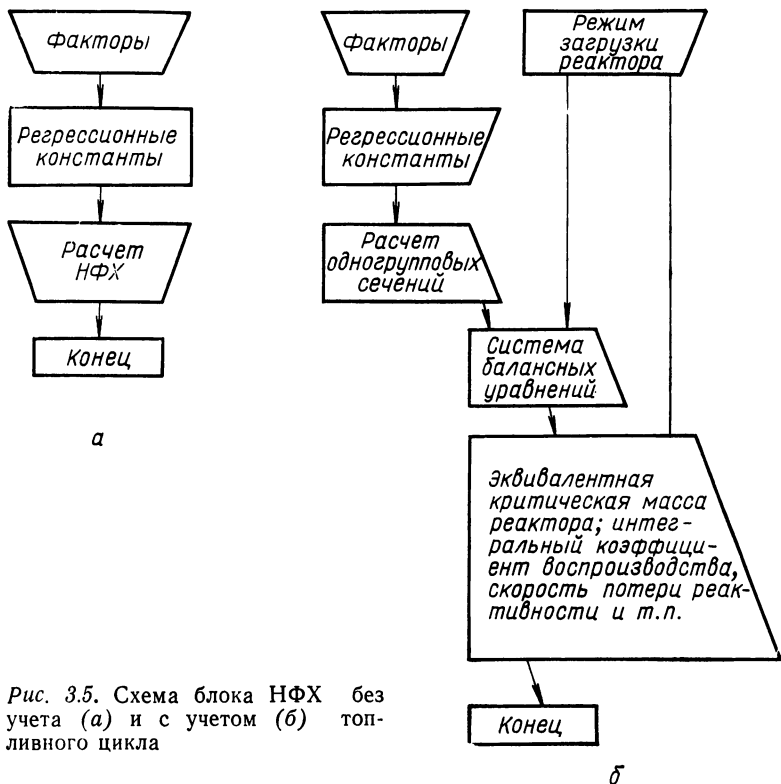 Факторы
Регрессионные
константы
Расчет
НФХ
Конец
а
Факторы
Регрессионные
константы
Расчет
одногрупповых
сечений
Режим
загрузки
реактора
Система
балансных
уравнений
Эквивалентная
критическая масса
реактора; интег-
ральный коэффици-
ент воспроизводства,
скорость потери реак-
тивности и т.п.
Конец
б
Рис. 3.5. Схема блока НФХ без
учета (а) и с учетом (б) топ-
ливного цикла